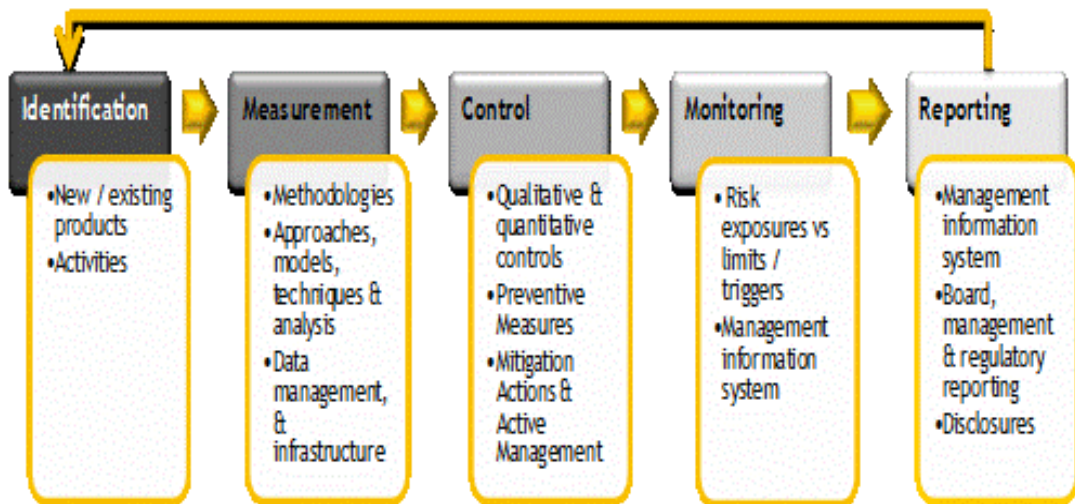 Identification
•New / existing
products
•Activities
Measurement
•Methodologies
•Approaches,
models,
techniques &
analysis
•Data
management,
&
infrastructure
Control
•Qualitative &
quantitative
controls
•Preventive
Measures
•Mitigation
Actions &
Active
Management
Monitoring
• Risk
exposures vs
limits /
triggers
•Management
information
system
Reporting
•Management
information
system
•Board,
management
& regulatory
reporting
•Disclosures